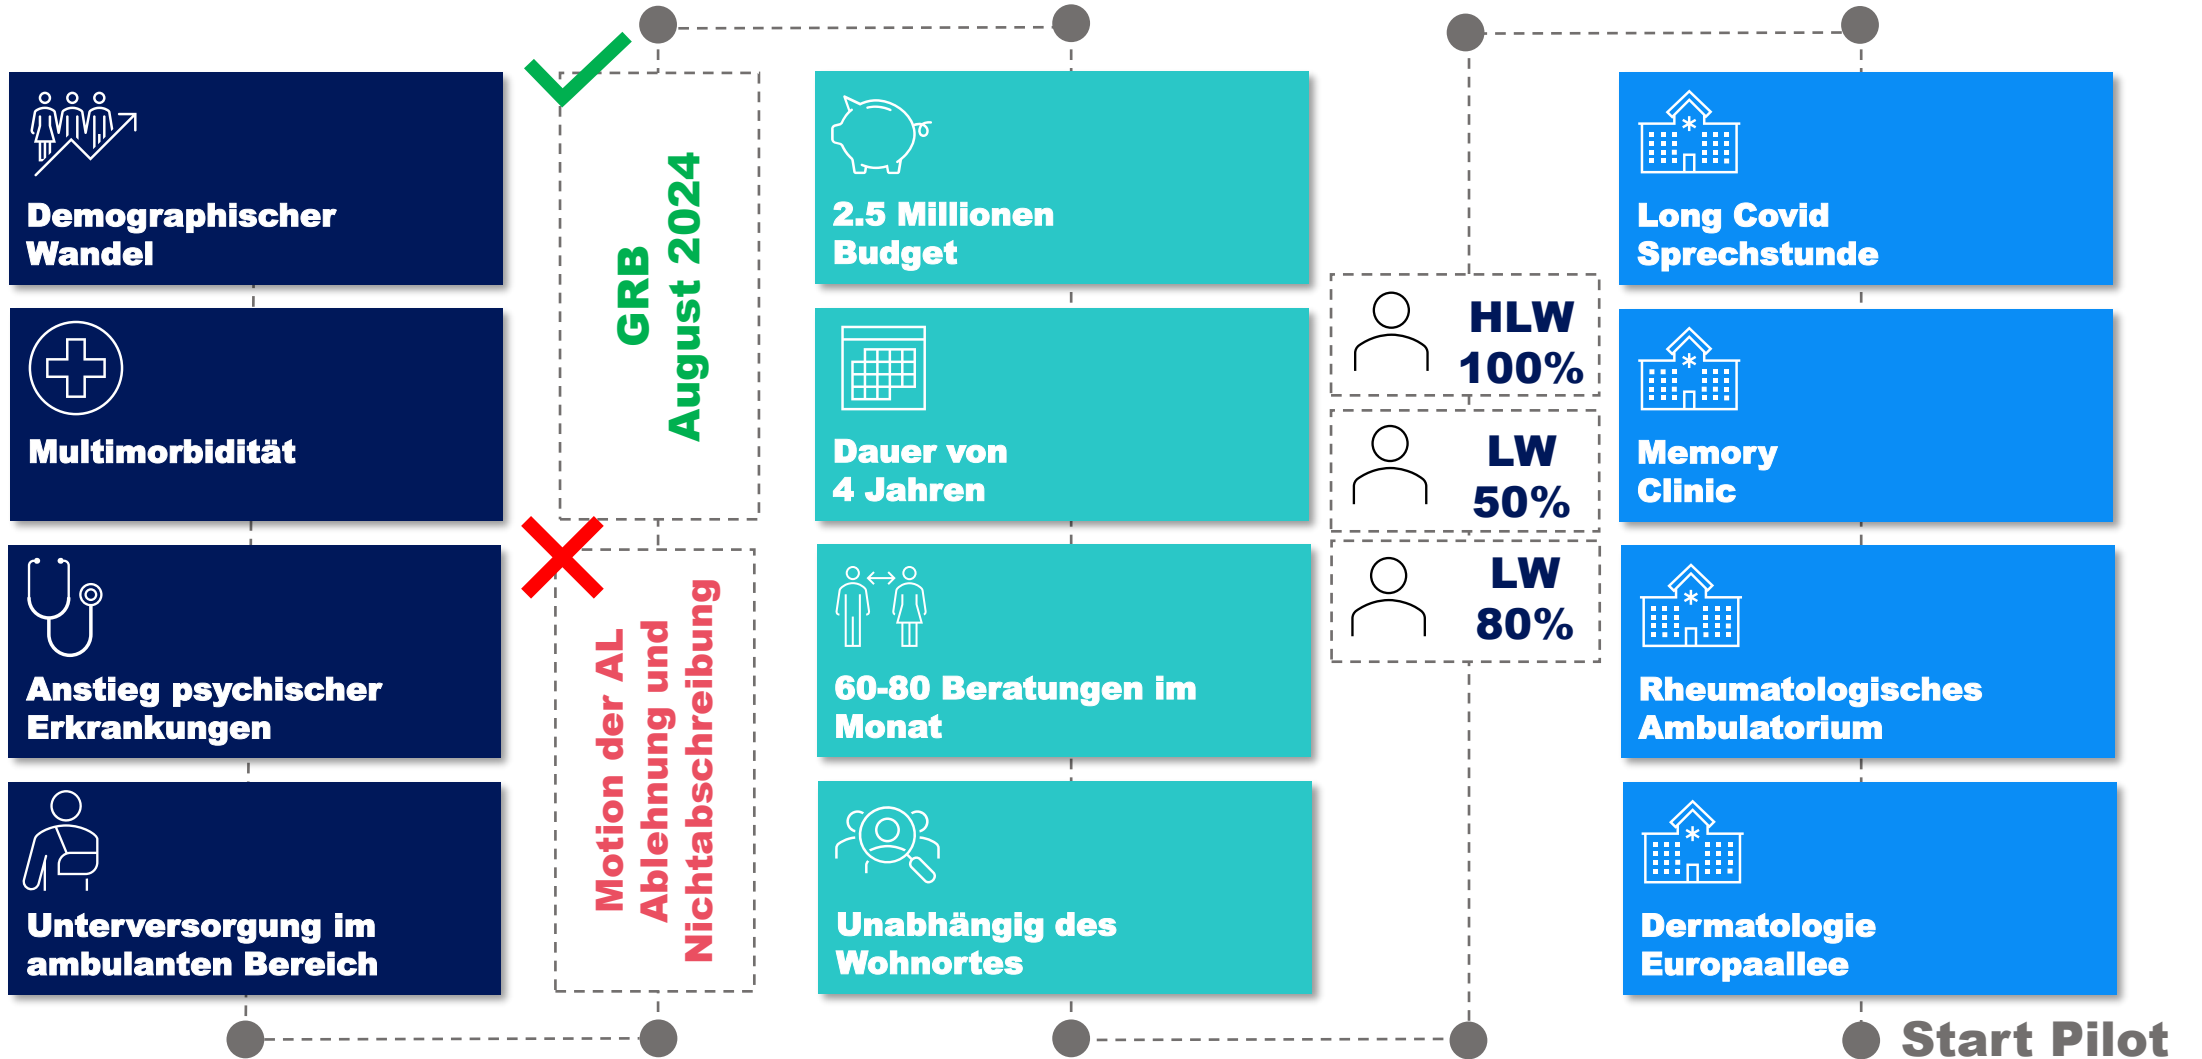 Demographischer
Wandel
Multimorbidität
Anstieg psychischer
Erkrankungen
Unterversorgung im
ambulanten Bereich
GRB
August 2024
Motion der AL
Ablehnung und
Nichtabschreibung
2.5 Millionen
Budget
Dauer von
4 Jahren
60-80 Beratungen im
Monat
Unabhängig des
Wohnortes
HLW
100%
LW
50%
LW
80%
Long Covid
Sprechstunde
Memory
Clinic
Rheumatologisches
Ambulatorium
Dermatologie
Europaallee
Start Pilot